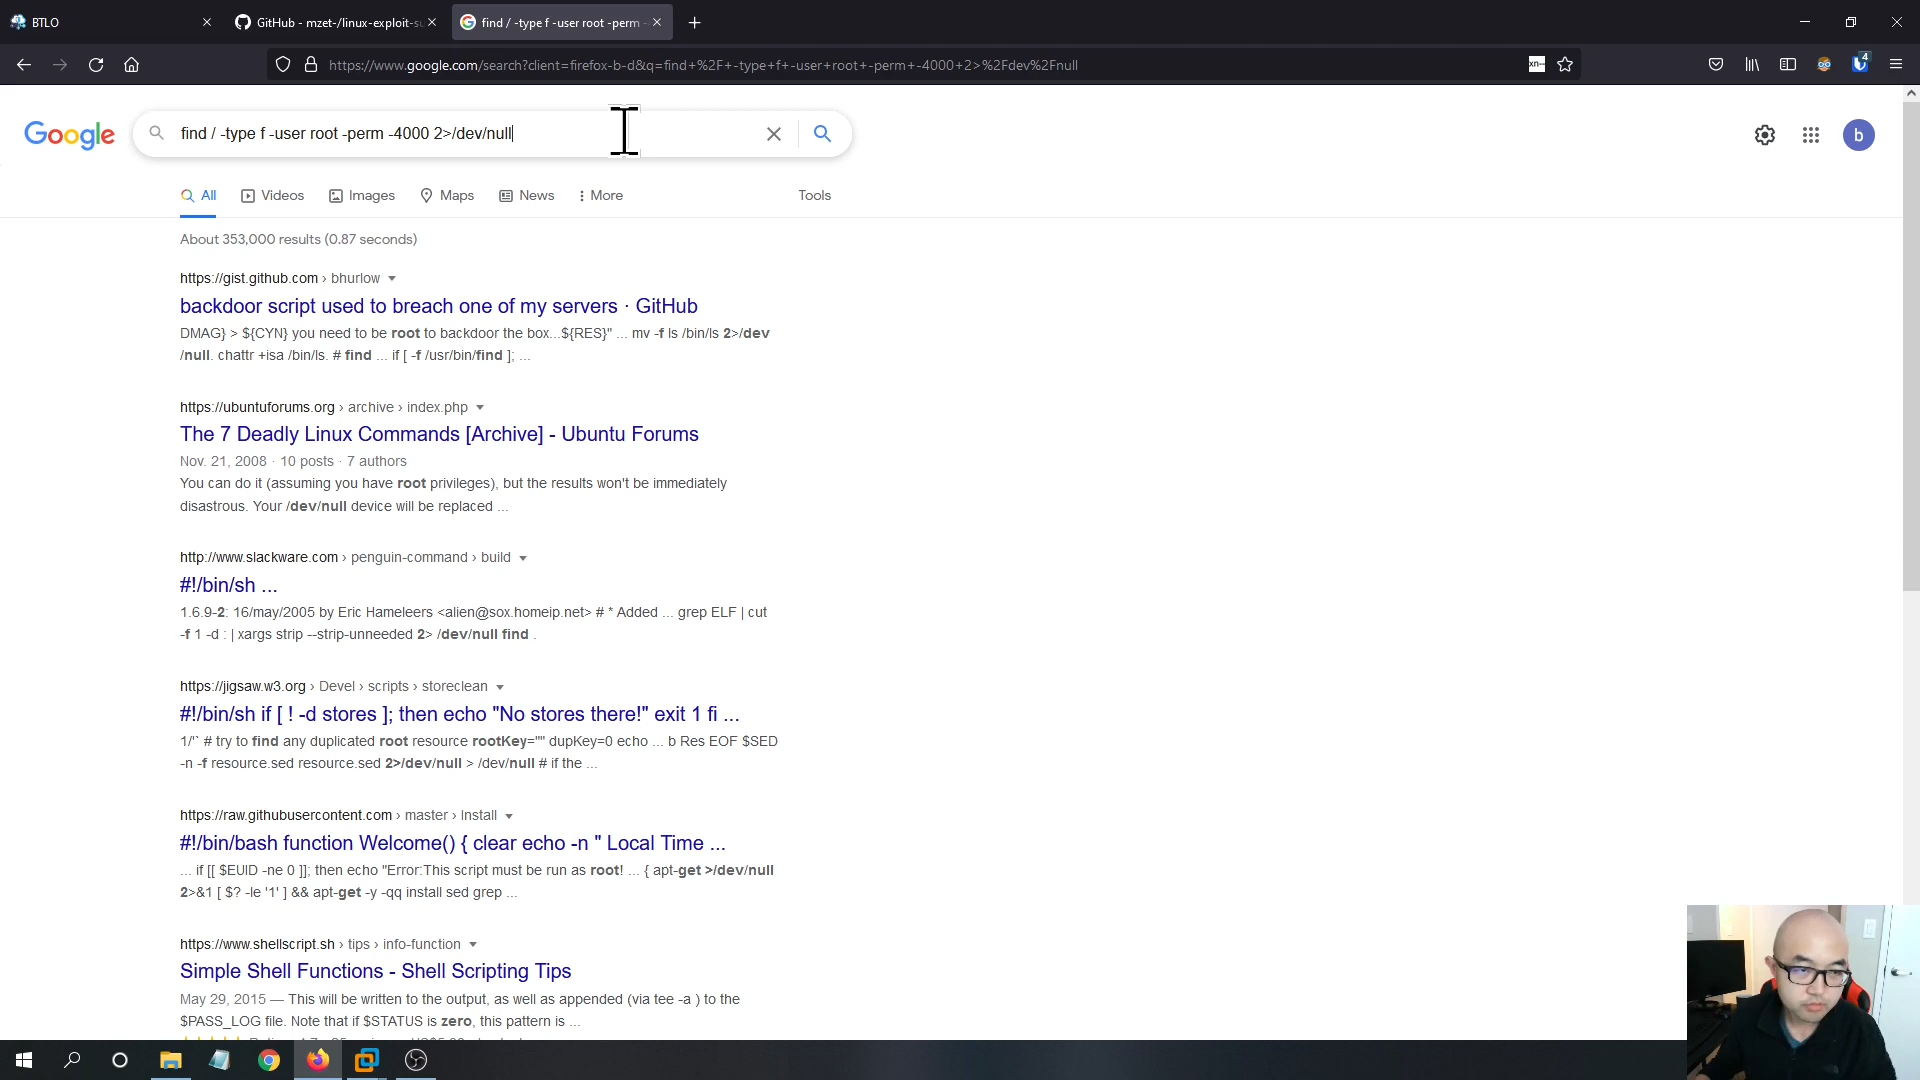 BTLO
GitHub - mzet-/linux-exploit-su
find / -type f -user root -perm -
https://www.google.com/search?client=firefox-b-d&q=find+%2F+-type+f+-user+root+-perm+-4000+2>%2Fdev%2Fnull
4
Google
find / -type f -user root -perm -4000 2>/dev/null
b
All
Videos
Images
Maps
News
More
Tools
About 353,000 results (0.87 seconds)
https://gist.github.com › bhurlow
backdoor script used to breach one of my servers · GitHub
DMAG} > ${CYN} you need to be root to backdoor the box...${RES}" ... mv -f ls /bin/ls 2>/dev
/null. chattr +isa /bin/ls. # find ... if [ -f /usr/bin/find ]; ...
https://ubuntuforums.org › archive › index.php
The 7 Deadly Linux Commands [Archive] - Ubuntu Forums
Nov. 21, 2008 · 10 posts · 7 authors
You can do it (assuming you have root privileges), but the results won't be immediately
disastrous. Your /dev/null device will be replaced ...
http://www.slackware.com › penguin-command › build
#!/bin/sh ...
1.6.9-2: 16/may/2005 by Eric Hameleers <alien@sox.homeip.net> # * Added ... grep ELF | cut
-f 1 -d : | xargs strip --strip-unneeded 2> /dev/null find .
https://jigsaw.w3.org › Devel › scripts › storeclean
#!/bin/sh if [ ! -d stores ]; then echo "No stores there!" exit 1 fi ...
1/'` # try to find any duplicated root resource rootKey="" dupKey=0 echo ... b Res EOF $SED
-n -f resource.sed resource.sed 2>/dev/null > /dev/null # if the ...
https://raw.githubusercontent.com › master › Install
#!/bin/bash function Welcome() { clear echo -n " Local Time ...
... if [[ $EUID -ne 0 ]]; then echo "Error:This script must be run as root! ... { apt-get >/dev/null
2>&1 [ $? -le '1' ] && apt-get -y -qq install sed grep ...
https://www.shellscript.sh › tips › info-function
Simple Shell Functions - Shell Scripting Tips
May 29, 2015 — This will be written to the output, as well as appended (via tee -a ) to the
$PASS_LOG file. Note that if $STATUS is zero, this pattern is ...